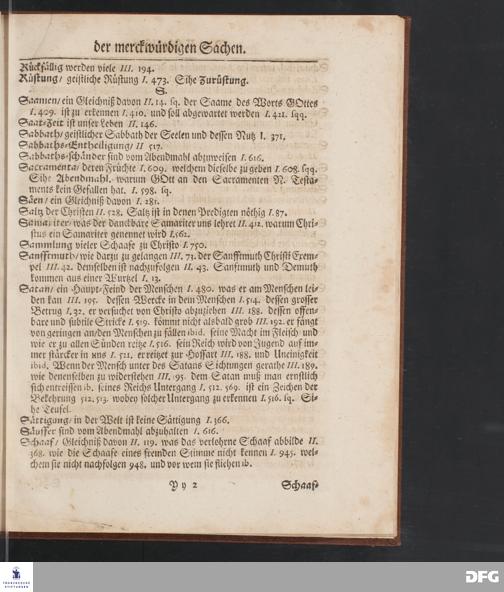 der merckwürdigen Sachen.
Rückfällig werden viele III. 194.
Rüstung/ geistliche Rüstung I. 473. Sihe Zurüstung.
S.
Saamen/ ein Gleichniß davon II. 14. sq. der Saame des Worts GOttes
I. 409. ist zu erkennen I. 410. und soll abgewartet werden I. 421. sqq.
Saat-Zeit ist unser Leben II. 146.
Sabbath/ geistlicher Sabbath der Seelen und dessen Nutz I. 371.
Sabbaths-Entheiligung/ II 517.
Sabbaths-schänder sind vom Abendmahl abzuweisen I. 616.
Sacramenta/ deren Früchte I. 609. welchem dieselbe zu geben I 608. sqq.
Sihe Abendmahl. warum GOtt an den Sacramenten N. Testa-
ments kein Gefallen hat. I. 598. sq.
Säen/ ein Gleichniß davon I. 281.
Saltz der Christen II. 528. Saltz ist in denen Predigten nöthig I. 87.
Samariter was der danckbare Samariter uns lehret II. 412. warum Chri-
stus ein Samariter genennet wird I. 562.
Sammlung vieler Schaafe zu Christo I. 750.
Sanfftmuth/ wie darzu zu gelangen III. 73. der Sanfftmuth Christi Exem-
pel III. 42. demselben ist nachzufolgen II. 43. Sanftmuth und Demuth
kommen aus einer Wurtzel I. 13.
Satan/ ein Haupt-Feind der Menschen I. 480. was er am Menschen lei-
den kan III. 195. dessen Wercke in dem Menschen I. 514. dessen grosser
Betrug I. 32. er versuchet von Christo abzuziehen III. 188. dessen offen-
bare und subtile Stricke I. 519. kömmt nicht alsbald grob III. 192. er fängt
von geringen an/ den Menschen zu fällen ibid. seine Macht im Fleisch und
wie er zu allen Sünden reitze I. 516. sein Reich wird von Jugend auf im-
mer stärcker in uns I. 511. er reitzet zur Hoffart III. 188. und Uneinigkeit
ibid. Wenn der Mensch unter des Satans Sichtungen gerathe III. 189.
wie denenselben zu widerstehen III. 95. dem Satan muß man ernstlich
sich entreissen ib. seines Reichs Untergang I. 512. 569. ist ein Zeichen der
Bekehrung 512. 513. wobey solcher Untergang zu erkennen I. 516. sq. Si-
he Teufel.
Sättigung/ in der Welt ist keine Sättigung I. 366.
Säuffer sind vom Abendmahl abzuhalten I. 616.
Schaaf/ Gleichniß davon II. 119. was das verlohrne Schaaf abbilde II.
368. wie die Schaafe eines fremden Stimme nicht kennen I. 945. wel-
chem sie nicht nachfolgen 948. und vor wem sie fliehen ib.
Yy 2 Schaaf-
FRANCKESCHE
STIFTUNGEN
DFG